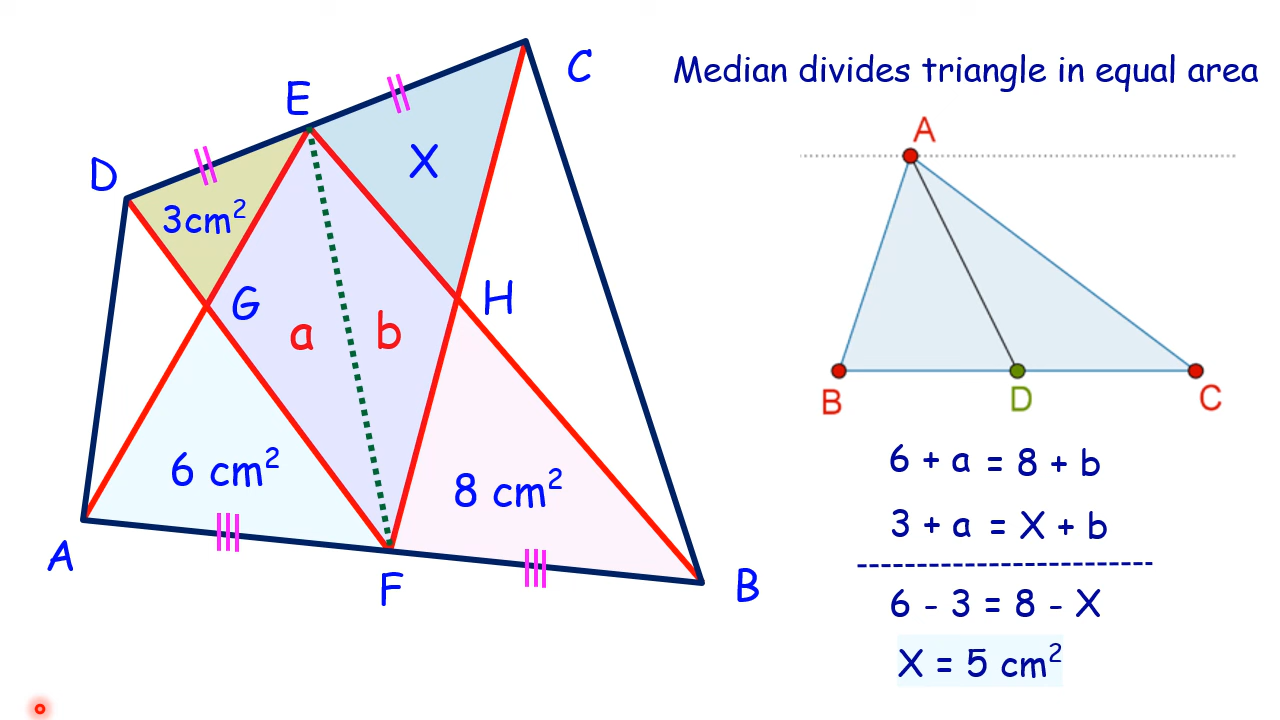 Median divides triangle in equal area
C
E
D
X
3cm²
G
H
a
b
6 cm²
8 cm²
A
F
B
A
B
D
C
6 + a = 8 + b
3 + a = X + b
6 - 3 = 8 - X
X = 5 cm²